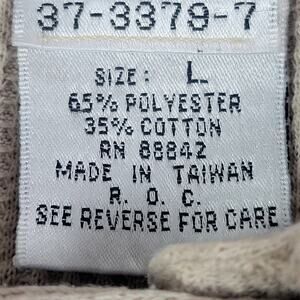 37-3379-7
SIZE: L
65% POLYESTER
35% COTTON
RN 88842
MADE IN TAIWAN
R. O. C.
SEE REVERSE FOR CARE